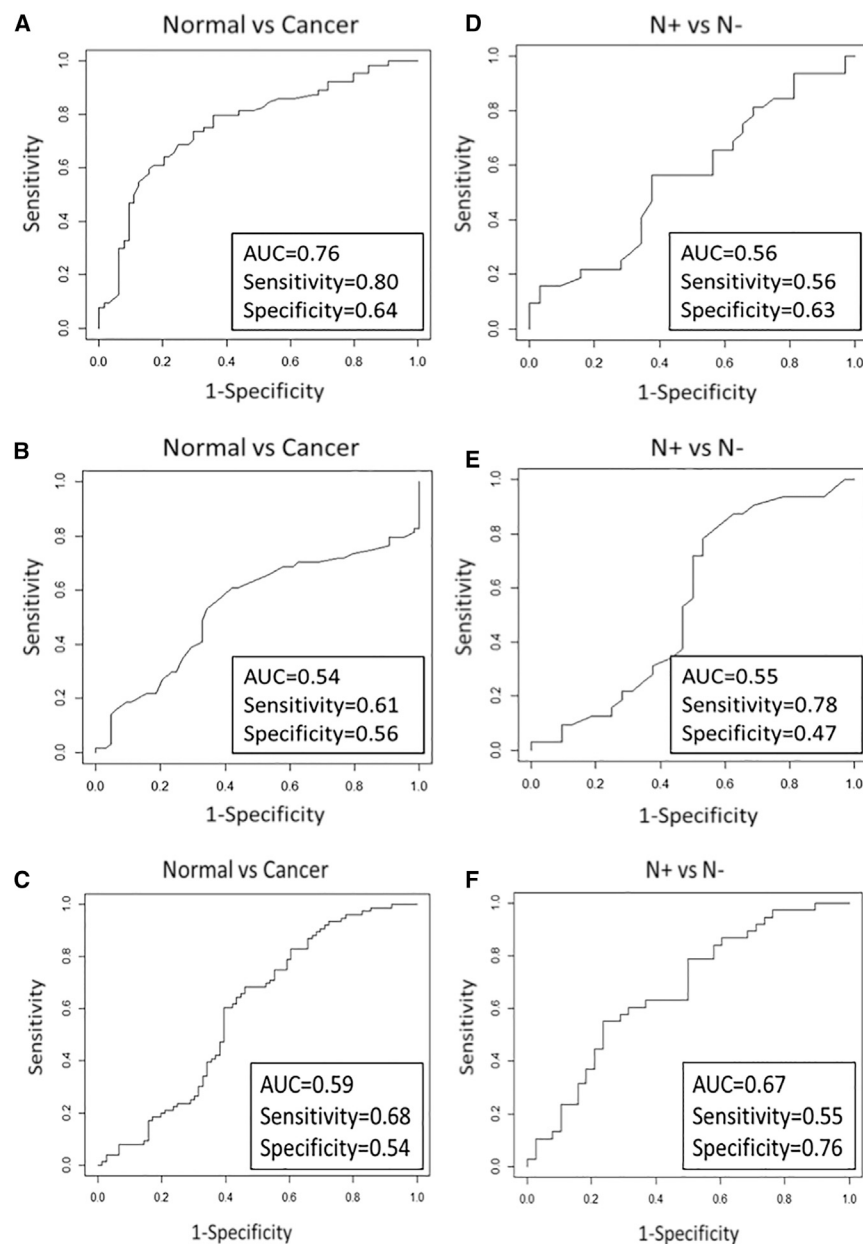 A
Normal vs Cancer
Sensitivity
1.0
0.8
0.6
0.4
0.2
0.0
AUC=0.76
Sensitivity=0.80
Specificity=0.64
0.0 0.2 0.4 0.6 0.8 1.0
1-Specificity
D
N+ vs N-
Sensitivity
1.0
0.8
0.6
0.4
0.2
0.0
AUC=0.56
Sensitivity=0.56
Specificity=0.63
0.0 0.2 0.4 0.6 0.8 1.0
1-Specificity
B
Normal vs Cancer
Sensitivity
1.0
0.8
0.6
0.4
0.2
0.0
AUC=0.54
Sensitivity=0.61
Specificity=0.56
0.0 0.2 0.4 0.6 0.8 1.0
1-Specificity
E
N+ vs N-
Sensitivity
1.0
0.8
0.6
0.4
0.2
0.0
AUC=0.55
Sensitivity=0.78
Specificity=0.47
0.0 0.2 0.4 0.6 0.8 1.0
1-Specificity
C
Normal vs Cancer
Sensitivity
1.0
0.8
0.6
0.4
0.2
0.0
AUC=0.59
Sensitivity=0.68
Specificity=0.54
0.0 0.2 0.4 0.6 0.8 1.0
1-Specificity
F
N+ vs N-
Sensitivity
1.0
0.8
0.6
0.4
0.2
0.0
AUC=0.67
Sensitivity=0.55
Specificity=0.76
0.0 0.2 0.4 0.6 0.8 1.0
1-Specificity